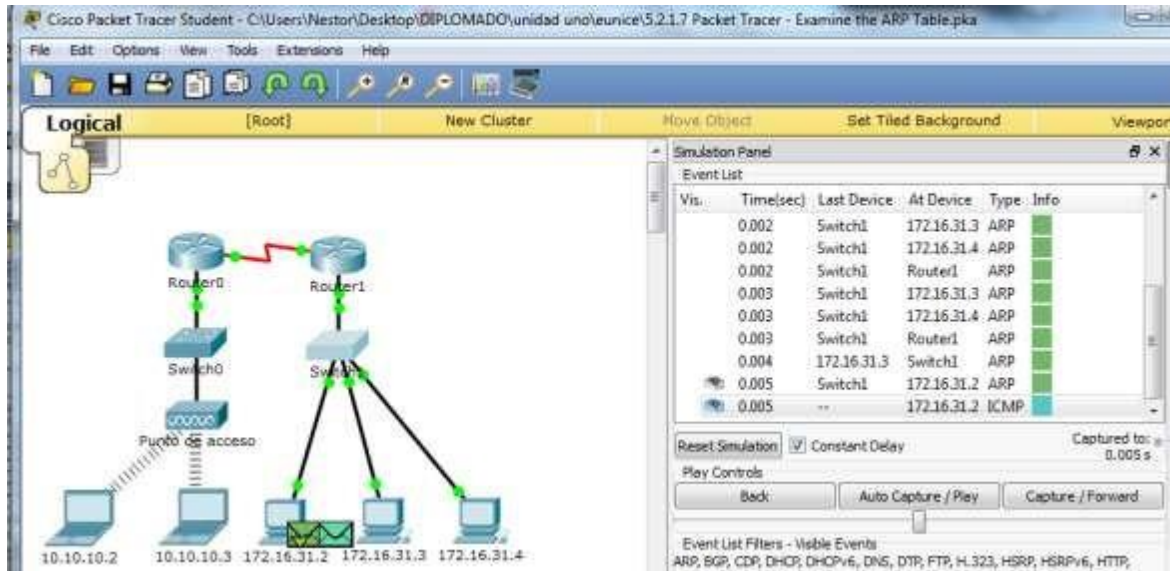 Cisco Packet Tracer Student - C:\Users\Nestor\Desktop\DIPLOMADO\unidad uno\eunice\5.2.1.7 Packet Tracer - Examine the ARP Table.pka
File Edit Options View Tools Extensions Help
Logical [Root] New Cluster Move Object Set Tiled Background Viewpor
Simulation Panel
Event List
Vis. Time(sec) Last Device At Device Type Info
0.002 Switch1 172.16.31.3 ARP
0.002 Switch1 172.16.31.4 ARP
0.002 Switch1 Router1 ARP
0.003 Switch1 172.16.31.3 ARP
0.003 Switch1 172.16.31.4 ARP
0.003 Switch1 Router1 ARP
0.004 172.16.31.3 Switch1 ARP
0.005 Switch1 172.16.31.2 ARP
0.005 -- 172.16.31.2 ICMP
Reset Simulation Constant Delay Captured to:
0.005 s
Play Controls
Back Auto Capture / Play Capture / Forward
Event List Filters - Visible Events
ARP, BGP, CDP, DHCP, DHCPv6, DNS, DTP, FTP, H.323, HSRP, HSRPv6, HTTP,
Router0
Router1
Switch0
Punto de acceso
10.10.10.2 10.10.10.3 172.16.31.2 172.16.31.3 172.16.31.4